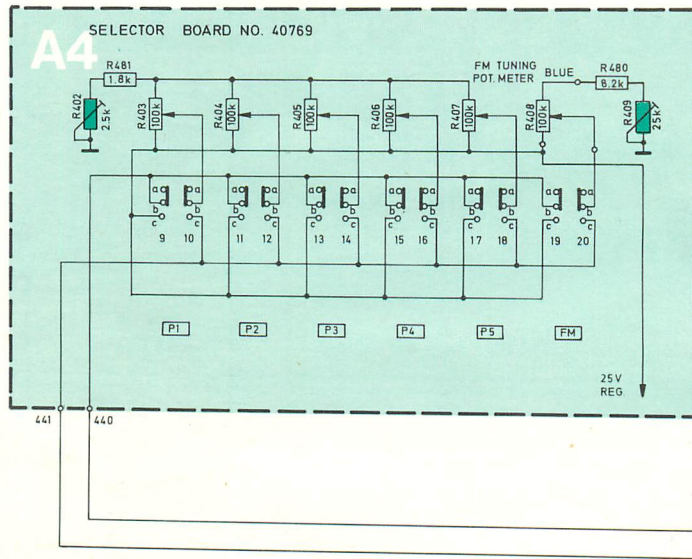 A4
SELECTOR BOARD NO. 40769
R481
1.8k
FM TUNING
POT. METER
BLUE
R480
8.2k
R402
2.5k
R403
100k
R404
100k
R405
100k
R406
100k
R407
100k
R408
100k
R409
25k
a a a a a a a a a a a a
b b b b b b b b b b b b
c c c c c c c c c c c c
9 10 11 12 13 14 15 16 17 18 19 20
P1 P2 P3 P4 P5 FM
25V
REG.
441 440